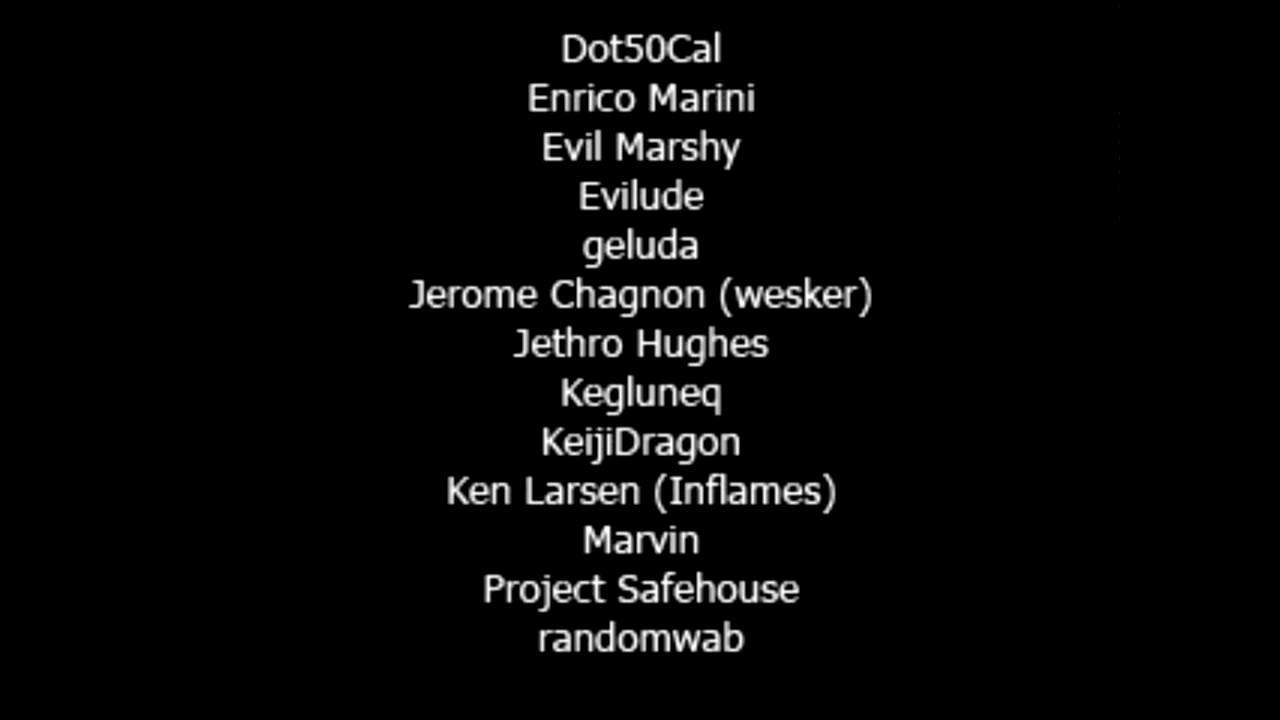 Dot50Cal
Enrico Marini
Evil Marshy
Evilude
geluda
Jerome Chagnon (wesker)
Jethro Hughes
Kegluneq
KeijiDragon
Ken Larsen (Inflames)
Marvin
Project Safehouse
randomwab